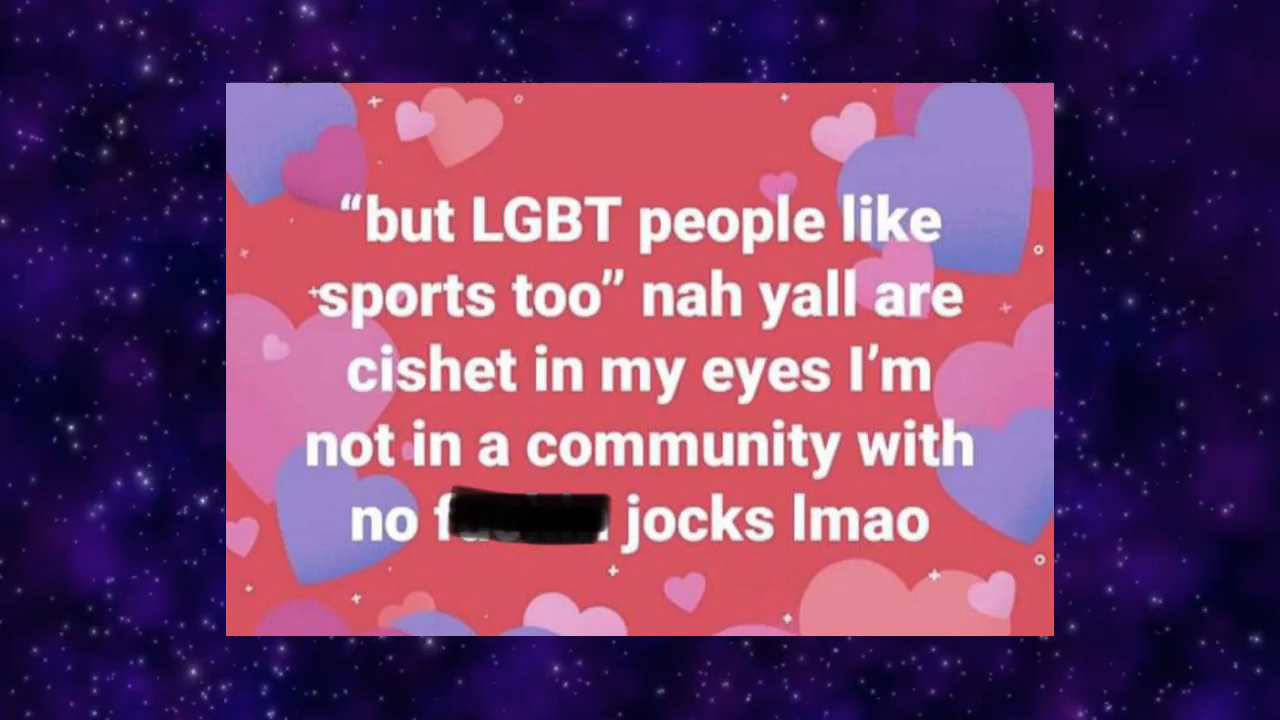 “but LGBT people like
sports too” nah yall are
cishet in my eyes I’m
not in a community with
no jocks lmao